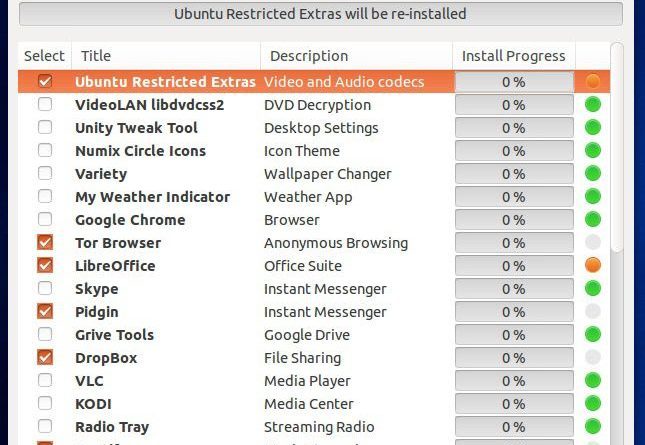 Ubuntu Restricted Extras will be re-installed
Select Title Description Install Progress
Ubuntu Restricted Extras Video and Audio codecs 0 %
VideoLAN libdvdcss2 DVD Decryption 0 %
Unity Tweak Tool Desktop Settings 0 %
Numix Circle Icons Icon Theme 0 %
Variety Wallpaper Changer 0 %
My Weather Indicator Weather App 0 %
Google Chrome Browser 0 %
Tor Browser Anonymous Browsing 0 %
LibreOffice Office Suite 0 %
Skype Instant Messenger 0 %
Pidgin Instant Messenger 0 %
Grive Tools Google Drive 0 %
DropBox File Sharing 0 %
VLC Media Player 0 %
KODI Media Center 0 %
Radio Tray Streaming Radio 0 %